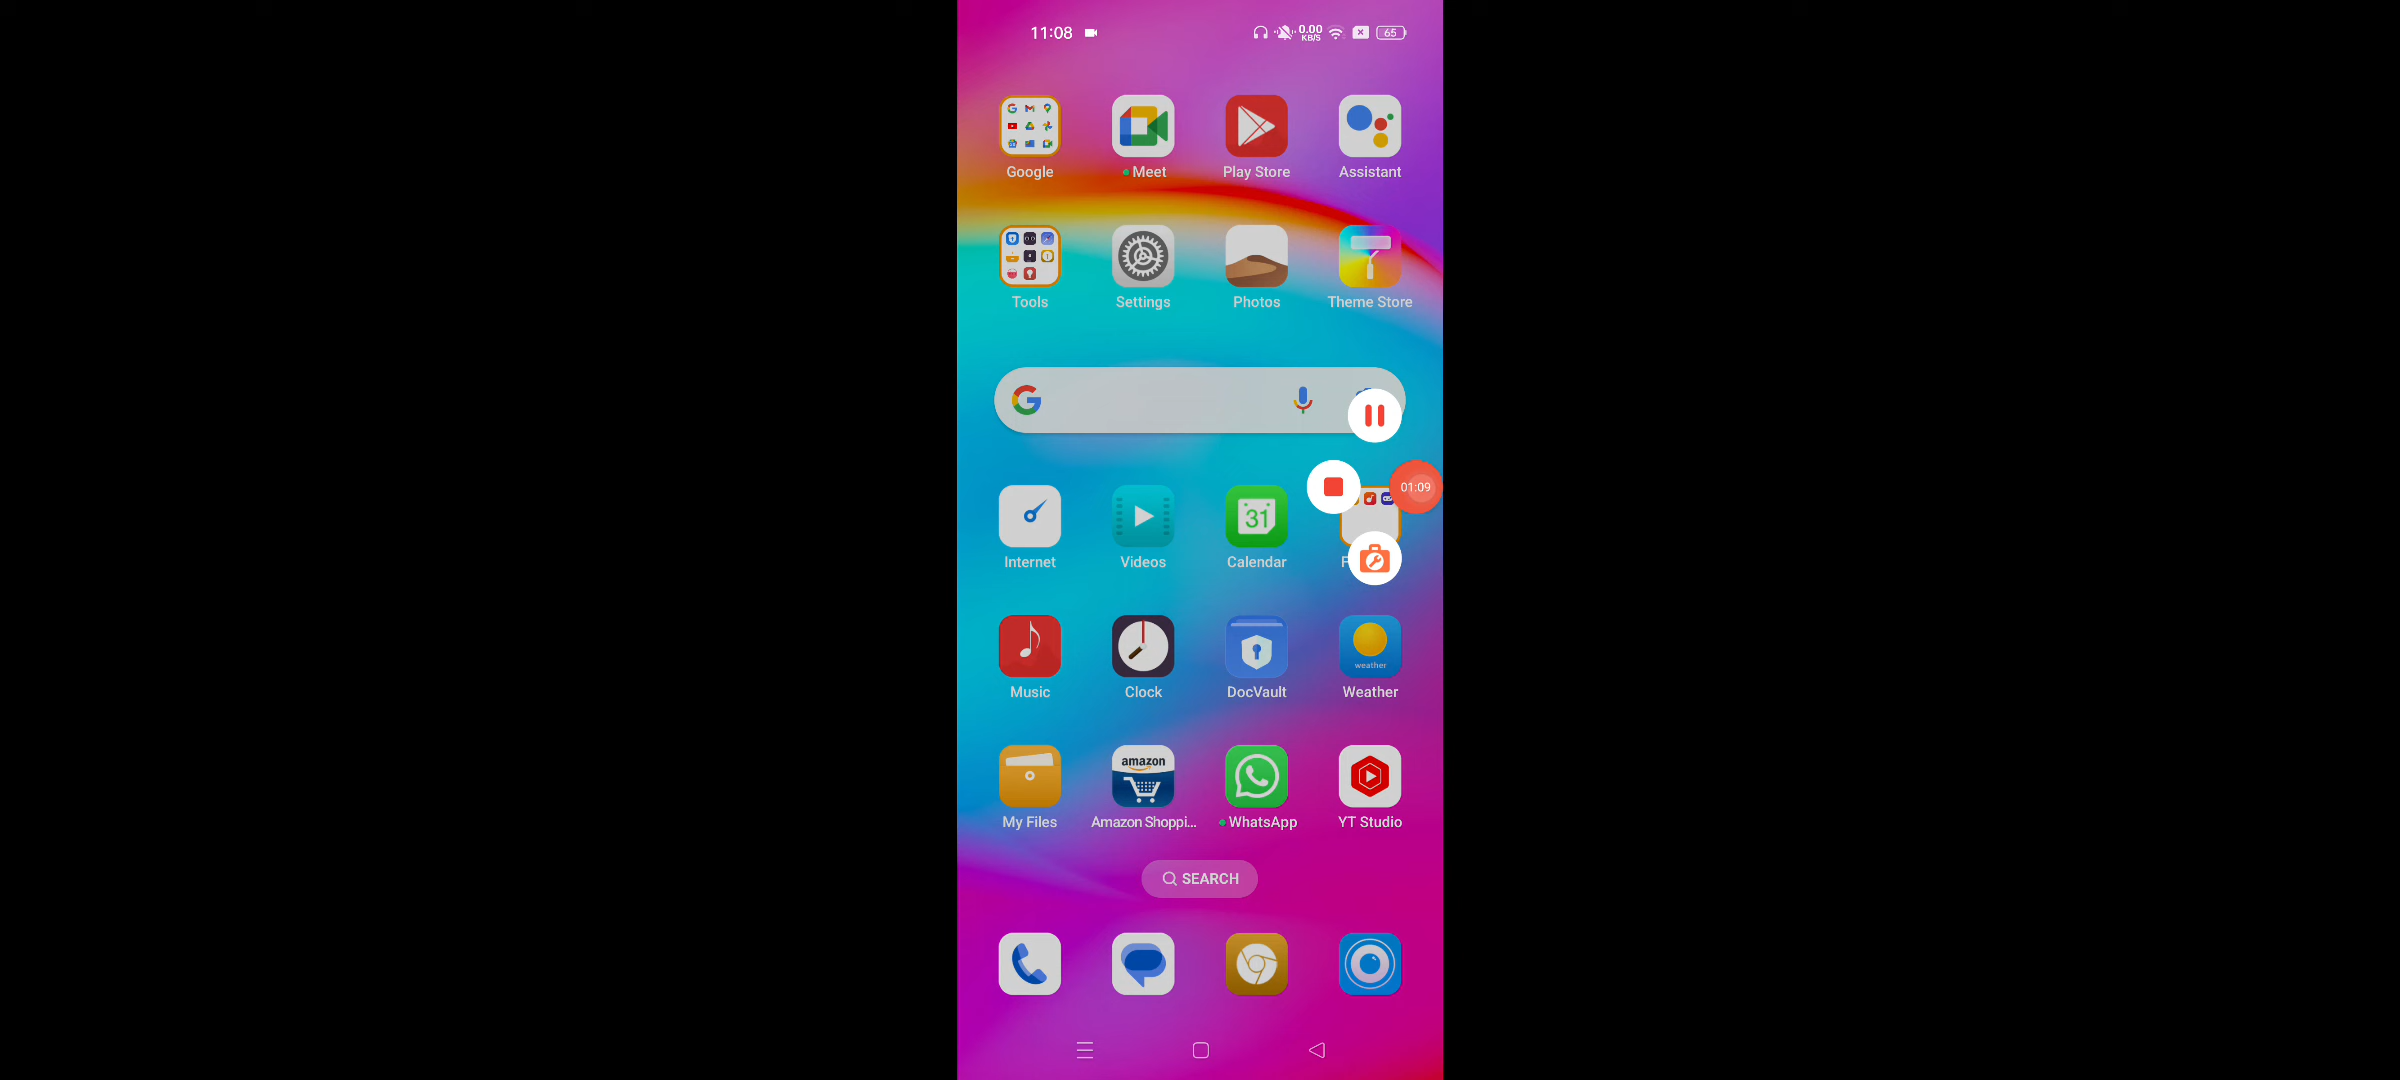 11:08
0.00
KB/S
65
Google
Meet
Play Store
Assistant
Tools
Settings
Photos
Theme Store
G
31
01:09
Internet
Videos
Calendar
F
weather
Music
Clock
DocVault
Weather
amazon
My Files
Amazon Shoppi...
WhatsApp
YT Studio
SEARCH